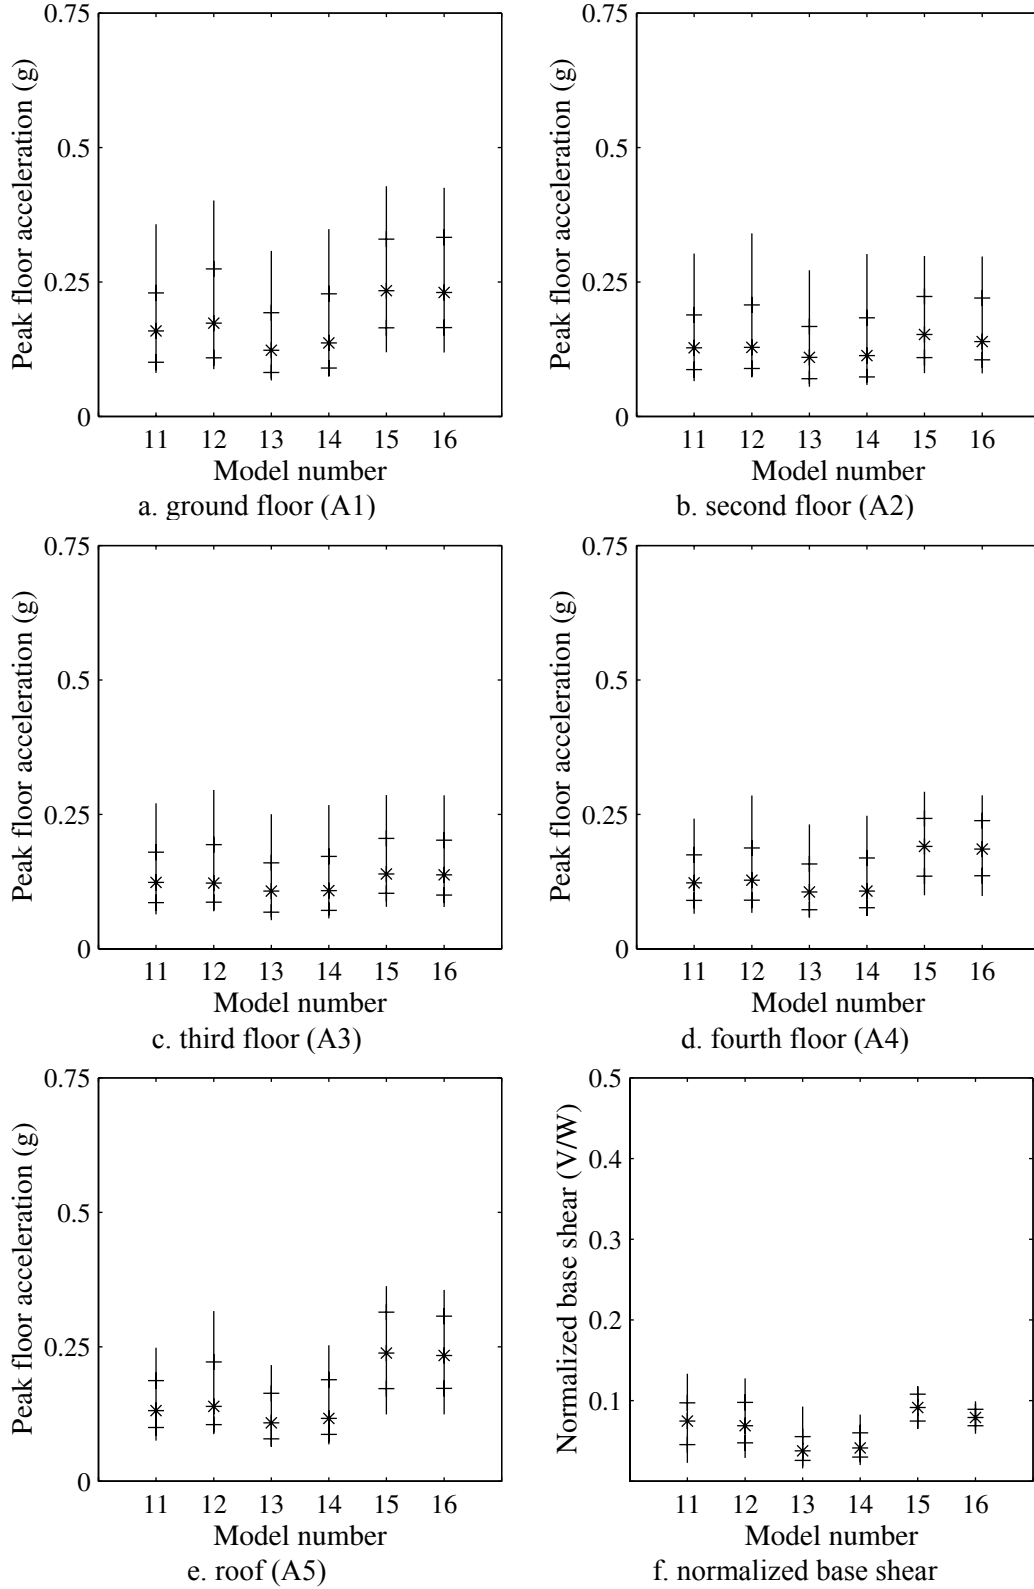 0.75
0.5
0.25
0
Peak floor acceleration (g)
11 12 13 14 15 16
Model number
a. ground floor (A1)
0.75
0.5
0.25
0
Peak floor acceleration (g)
11 12 13 14 15 16
Model number
b. second floor (A2)
0.75
0.5
0.25
0
Peak floor acceleration (g)
11 12 13 14 15 16
Model number
c. third floor (A3)
0.75
0.5
0.25
0
Peak floor acceleration (g)
11 12 13 14 15 16
Model number
d. fourth floor (A4)
0.75
0.5
0.25
0
Peak floor acceleration (g)
11 12 13 14 15 16
Model number
e. roof (A5)
0.5
0.4
0.3
0.2
0.1
Normalized base shear (V/W)
11 12 13 14 15 16
Model number
f. normalized base shear